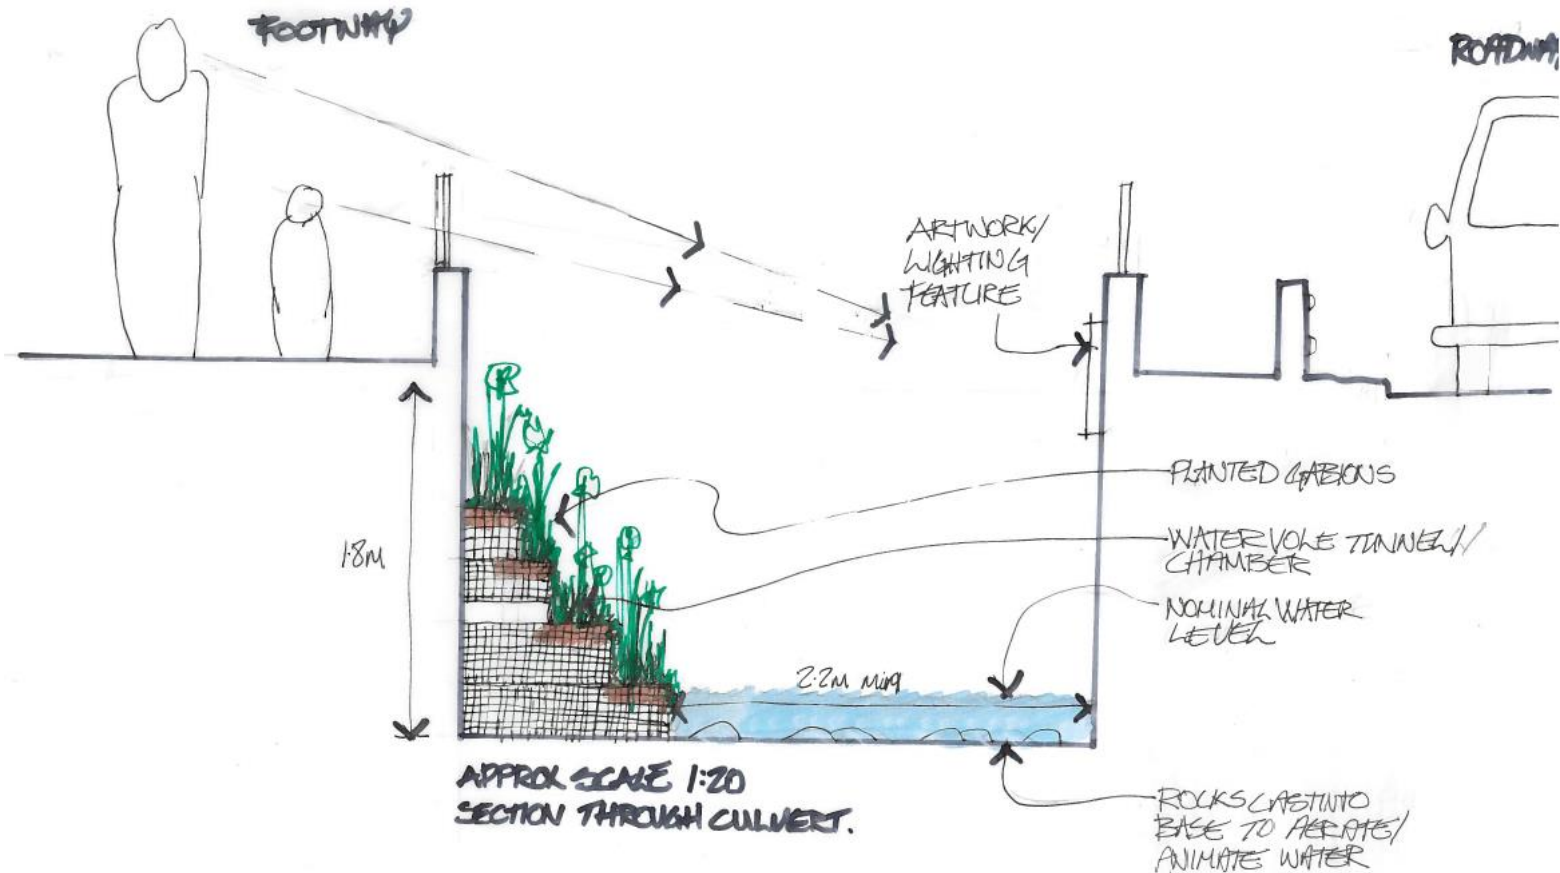 FOOTWAY
ROADWA
ARTWORK/
LIGHTING
FEATURE
PLANTED GABIONS
1.8M
WATER VOLE TUNNEL/
CHAMBER
NOMINAL WATER
LEVEL
2.2M min
APPROX SCALE 1:20
SECTION THROUGH CULVERT.
ROCKS CAST INTO
BASE TO AERATE/
ANIMATE WATER